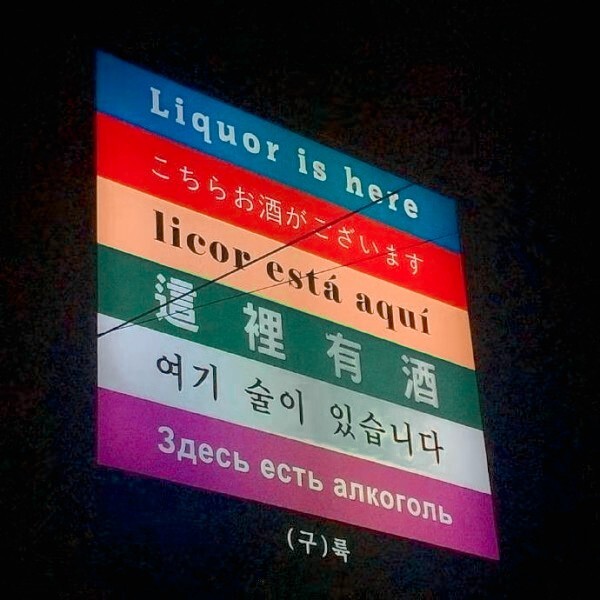 Liquor is here
こちらお酒がございます
licor está aquí
這裡有酒
여기 술이 있습니다
Здесь есть алкоголь
(구)룩